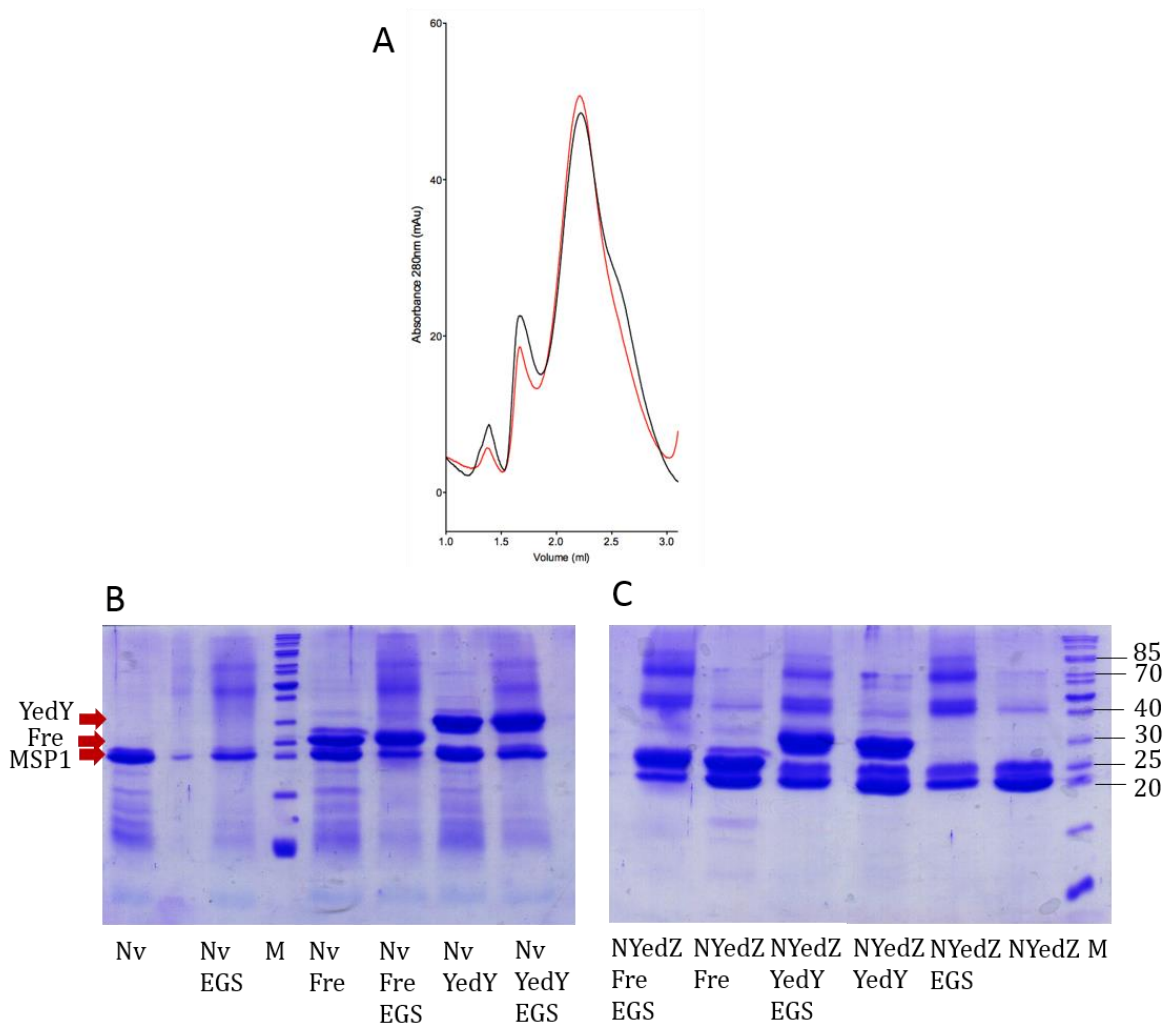 A
60
40
20
0
Absorbance 280nm (mAu)
1.0 1.5 2.0 2.5 3.0
Volume (ml)
B
YedY
Fre
MSP1
Nv Nv M Nv Nv Nv Nv
EGS Fre Fre YedY YedY
EGS EGS
C
85
70
40
30
25
20
NYedZ NYedZ NYedZ NYedZ NYedZ NYedZ M
Fre Fre YedY YedY EGS
EGS EGS